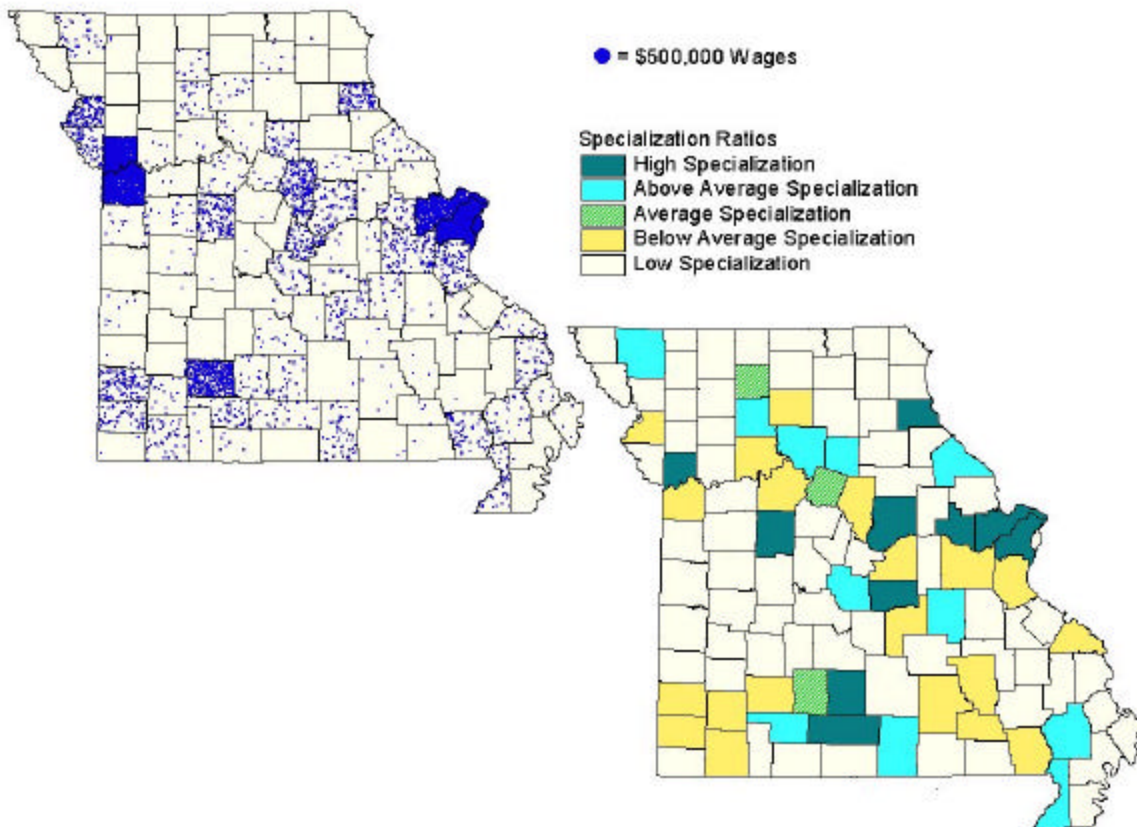 = $500,000 Wages
Specialization Ratios
High Specialization
Above Average Specialization
Average Specialization
Below Average Specialization
Low Specialization